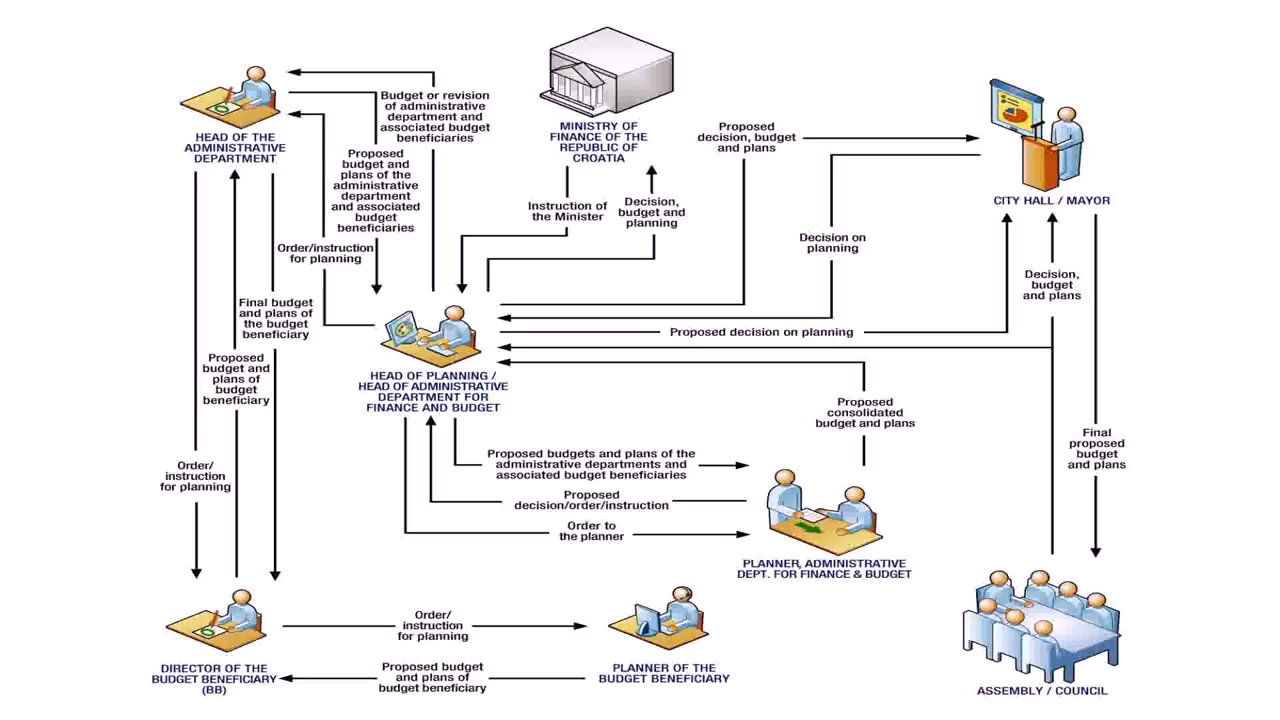 HEAD OF THE
ADMINISTRATIVE
DEPARTMENT
Budget or revision
of administrative
department and
associated budget
beneficiaries
Proposed
budget and
plans of the
administrative
department
and associated
budget
beneficiaries
Order/instruction
for planning
MINISTRY OF
FINANCE OF THE
REPUBLIC OF
CROATIA
Instruction of
the Minister
Decision,
budget and
planning
Proposed
decision, budget
and plans
CITY HALL / MAYOR
Decision on
planning
Decision,
budget
and plans
Final budget
and plans of
the budget
beneficiary
Proposed
budget and
plans of
budget
beneficiary
Order/
instruction
for planning
Proposed decision on planning
HEAD OF PLANNING /
HEAD OF ADMINISTRATIVE
DEPARTMENT FOR
FINANCE AND BUDGET
Proposed
consolidated
budget and plans
Final
proposed
budget
and plans
Proposed budgets and plans of the
administrative departments and
associated budget beneficiaries
Proposed
decision/order/instruction
Order to
the planner
PLANNER, ADMINISTRATIVE
DEPT. FOR FINANCE & BUDGET
Order/
instruction
for planning
Proposed budget
and plans of
budget beneficiary
DIRECTOR OF THE
BUDGET BENEFICIARY
(BB)
PLANNER OF THE
BUDGET BENEFICIARY
ASSEMBLY / COUNCIL